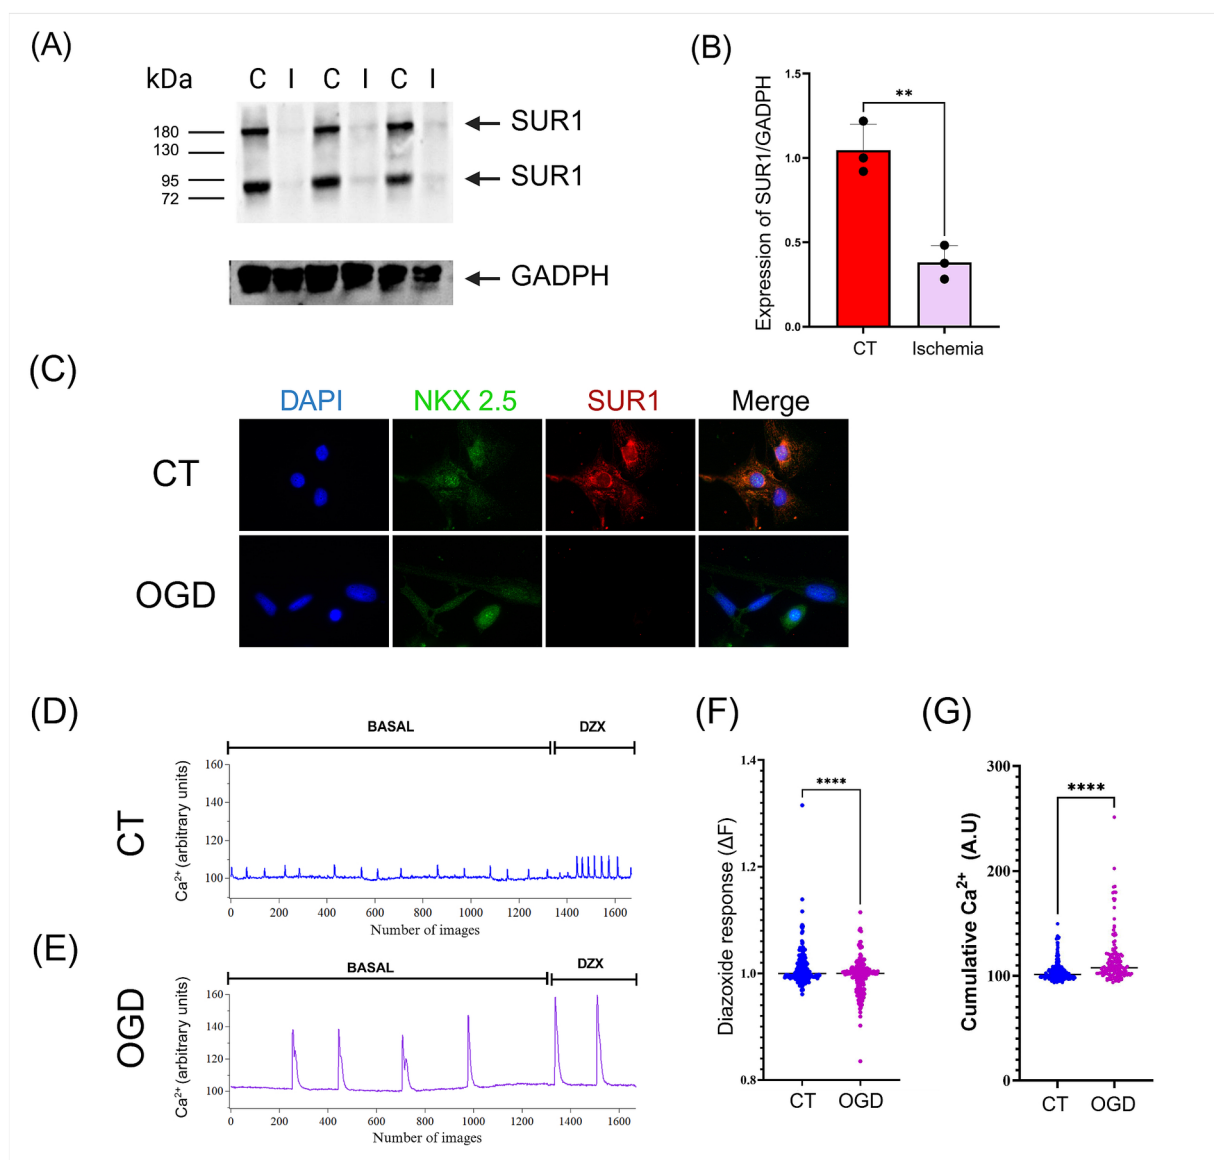 (A)
kDa C I C I C I
180
130
95
72
SUR1
SUR1
GADPH
(B)
Expression of SUR1/GADPH
1.5
1.0
0.5
0.0
**
CT Ischemia
(C)
DAPI NKX 2.5 SUR1 Merge
CT
OGD
(D)
CT
BASAL DZX
Ca2+ (arbitrary units)
160
140
120
100
0 200 400 600 800 1000 1200 1400 1600
Number of images
(E)
OGD
BASAL DZX
Ca2+ (arbitrary units)
160
140
120
100
0 200 400 600 800 1000 1200 1400 1600
Number of images
(F)
Diazoxide response (ΔF)
1.4
1.2
1.0
0.8
****
CT OGD
(G)
Cumulative Ca2+ (A.U)
300
200
100
0
****
CT OGD